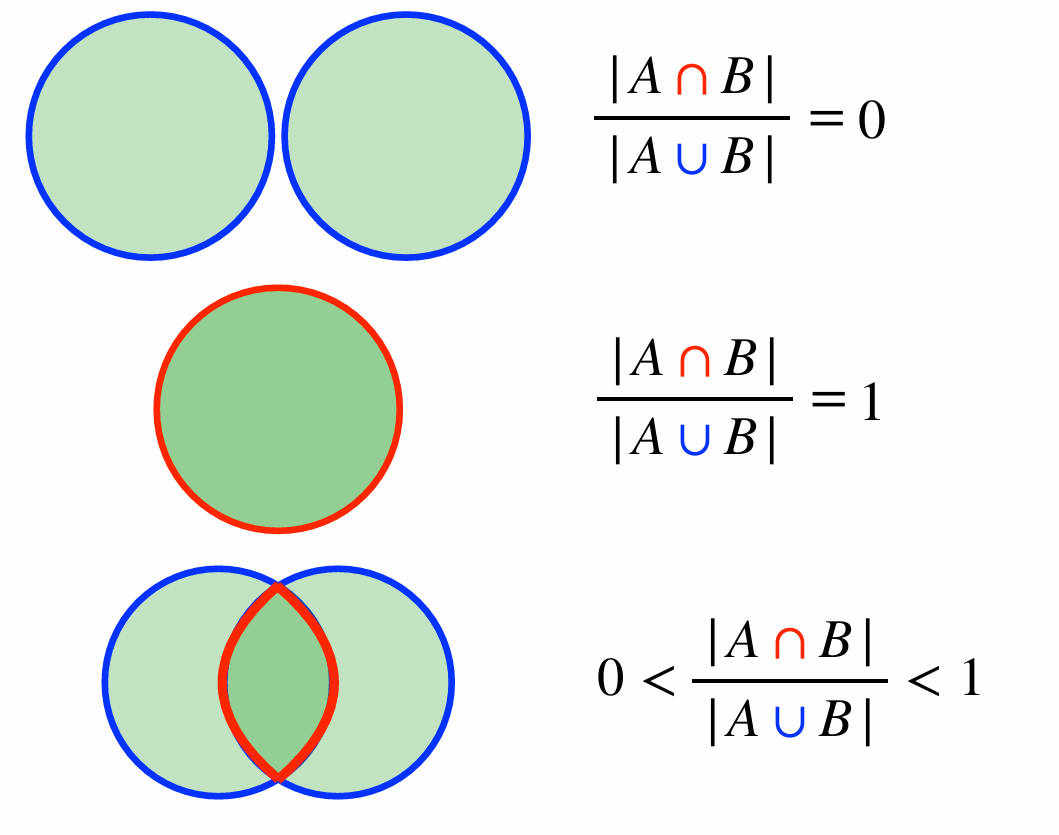 |A ∩ B|
|A ∪ B|
= 0
|A ∩ B|
|A ∪ B|
= 1
0 <
|A ∩ B|
|A ∪ B|
< 1